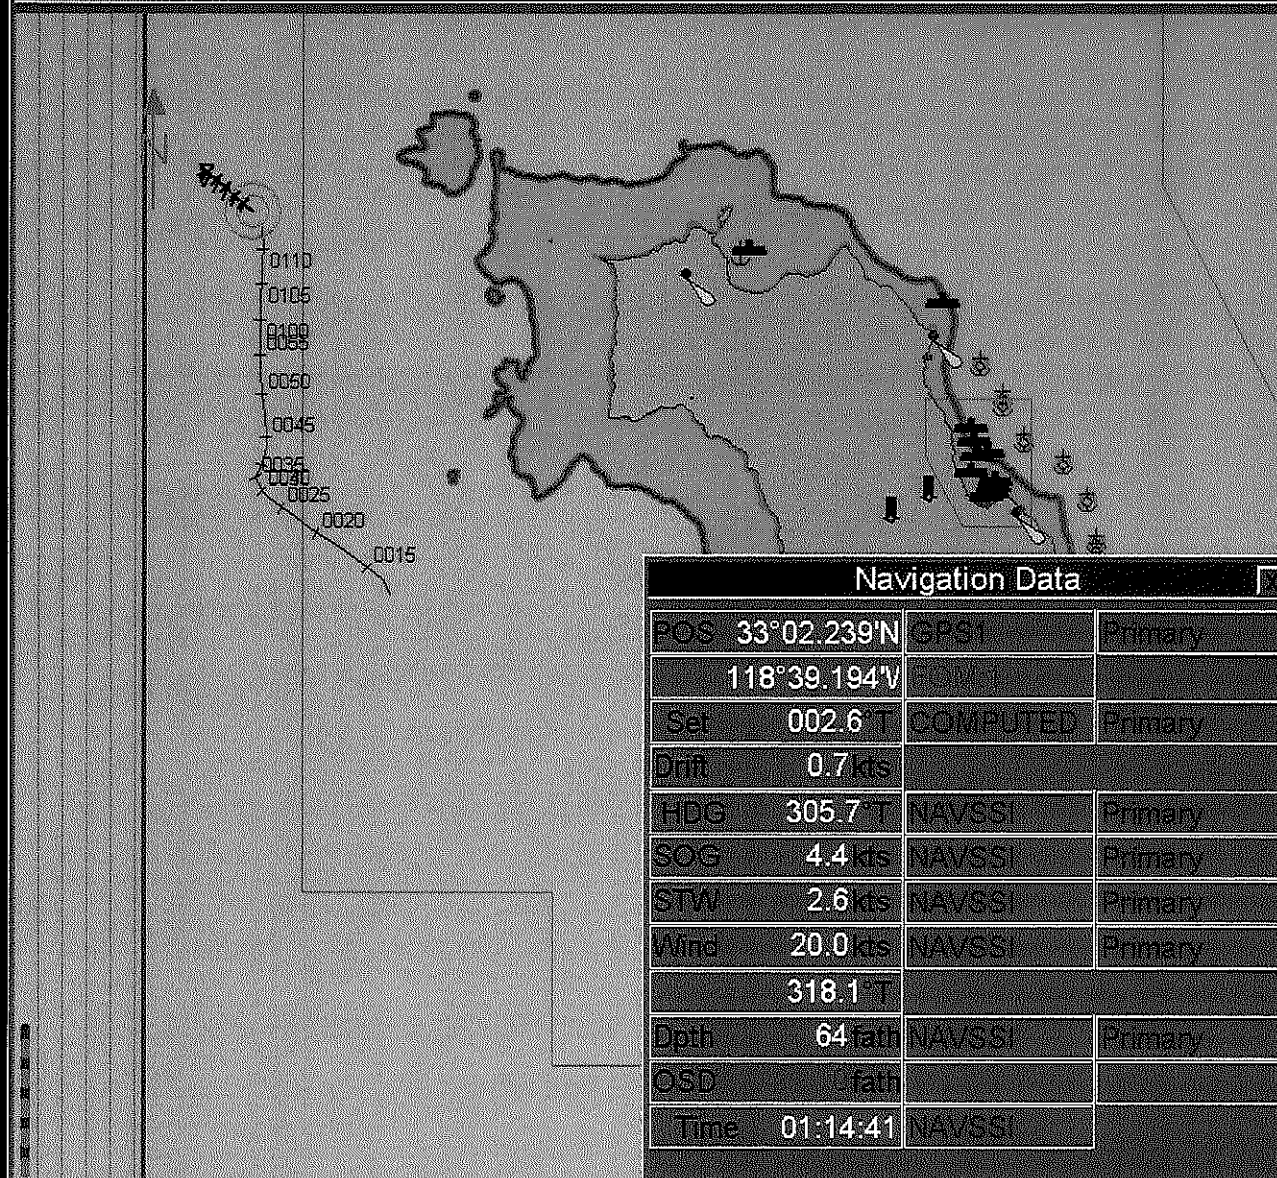 N
0110
0105
0100
0055
0050
0045
0035
0025
0020
0015
Navigation Data
POS 33°02.239'N GPS1 Primary
118°39.194'W
Set 002.6°T COMPUTED Primary
Drift 0.7 kts
HDG 305.7°T NAVSSI Primary
SOG 4.4 kts NAVSSI Primary
STW 2.6 kts NAVSSI Primary
Wind 20.0 kts NAVSSI Primary
318.1°T
Dpth 64 fath NAVSSI Primary
OSD fath
Time 01:14:41 NAVSSI